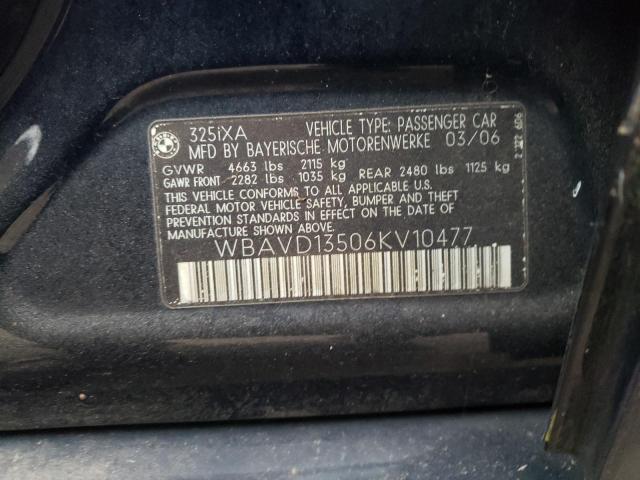 325iXA VEHICLE TYPE: PASSENGER CAR
MFD BY BAYERISCHE MOTORENWERKE 03/06
GVWR 4663 lbs 2115 kg
GAWR FRONT 2282 lbs 1035 kg REAR 2480 lbs 1125 kg
THIS VEHICLE CONFORMS TO ALL APPLICABLE U.S.
FEDERAL MOTOR VEHICLE SAFETY, BUMPER AND THEFT
PREVENTION STANDARDS IN EFFECT ON THE DATE OF
MANUFACTURE SHOWN ABOVE.
WBAVD13506KV10477